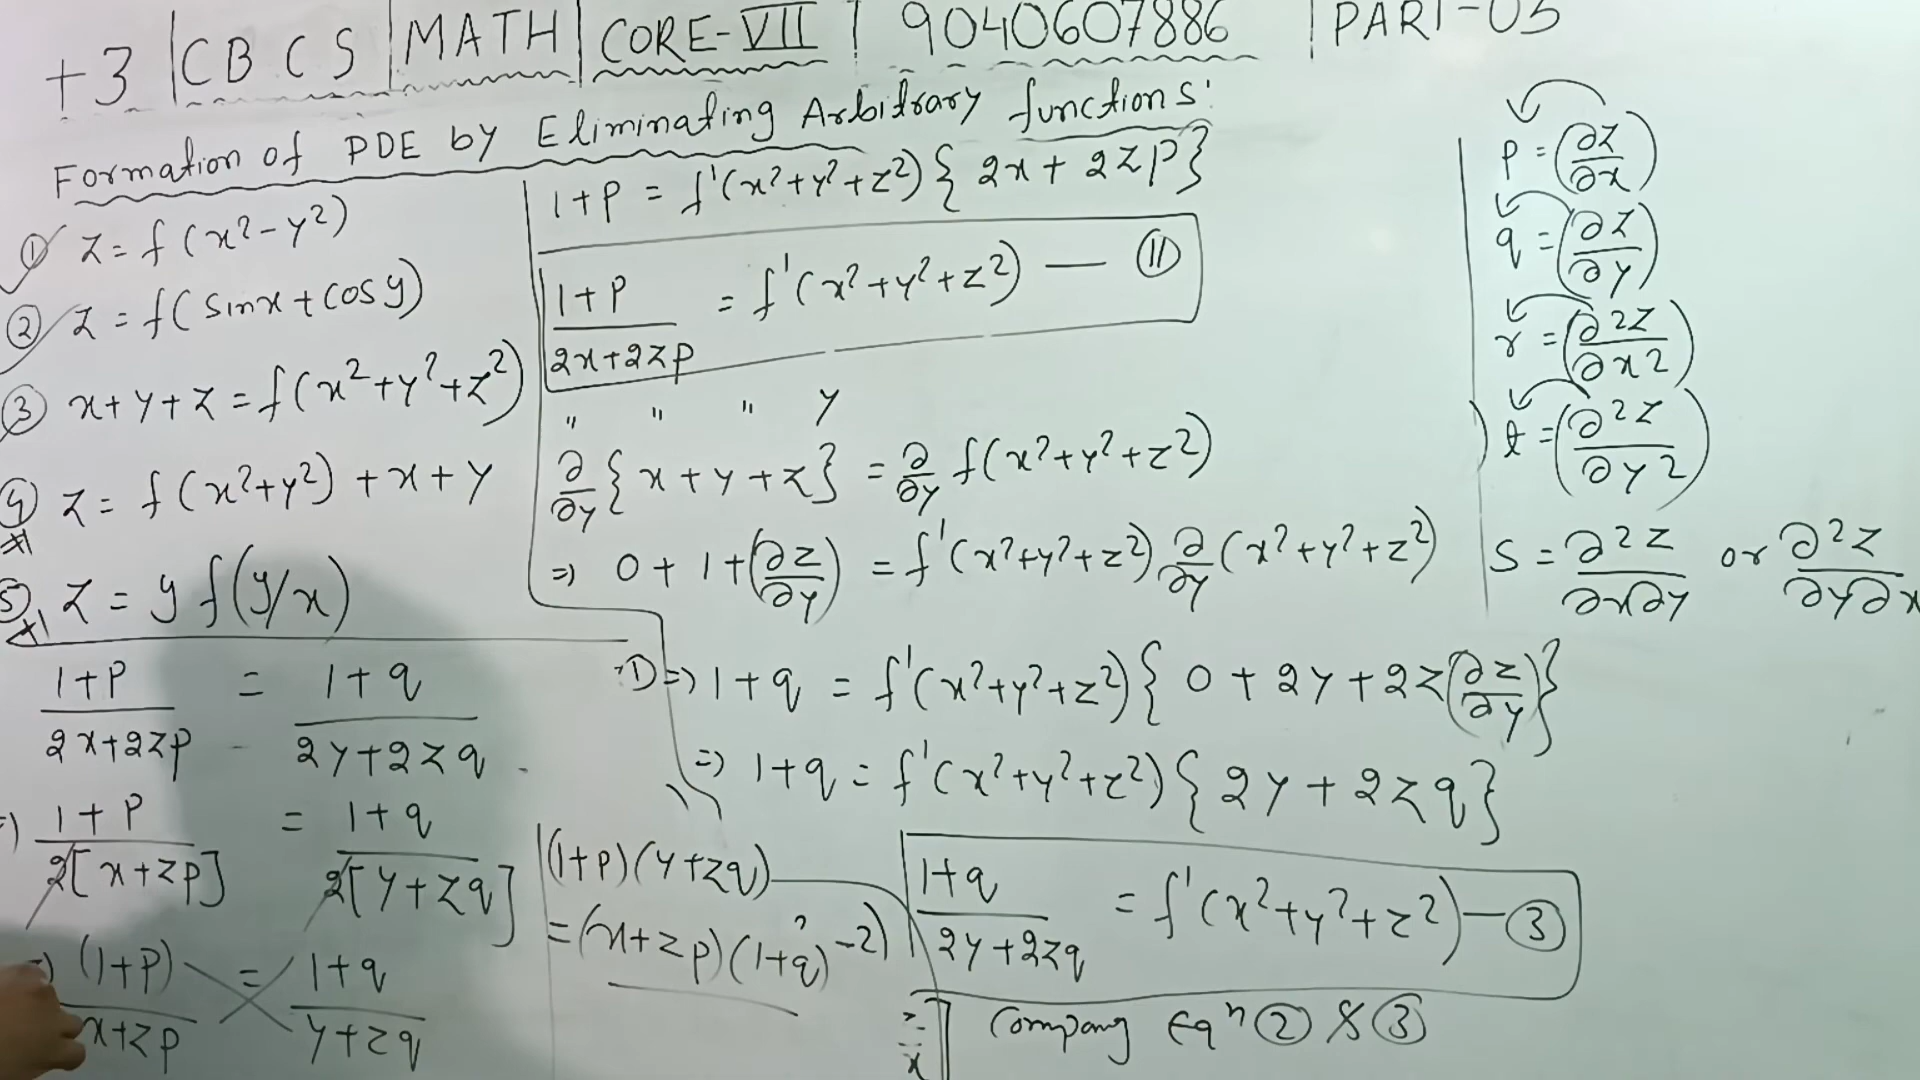 +3 | CBCS | MATH | CORE-VII | 9040607886 | PART-05
Formation of PDE by Eliminating Arbitrary functions:
① z = f(x²-y²)
② z = f(sinx+cosy)
③ x+y+z = f(x²+y²+z²)
④ z = f(x²+y²)+x+y
⑤ z = y f(y/x)
(1+p)/(2x+2zp) = (1+q)/(2y+2zq)
⇒ (1+p)/(2[x+zp]) = (1+q)/(2[y+zq])
⇒ (1+p)/(x+zp) = (1+q)/(y+zq)
1+p = f'(x²+y²+z²){2x+2zp}
(1+p)/(2x+2zp) = f'(x²+y²+z²) — (II)
" " " y
∂/∂y {x+y+z} = ∂/∂y f(x²+y²+z²)
⇒ 0+1+(∂z/∂y) = f'(x²+y²+z²) ∂/∂y (x²+y²+z²)
⇒ 1+q = f'(x²+y²+z²){0+2y+2z(∂z/∂y)}
⇒ 1+q = f'(x²+y²+z²){2y+2zq}
(1+q)/(2y+2zq) = f'(x²+y²+z²) — ③
Compang Eqⁿ ② & ③
(1+p)(y+zq)
= (x+zp)(1+q)
p = (∂z/∂x)
q = (∂z/∂y)
r = (∂²z/∂x²)
t = (∂²z/∂y²)
S = ∂²z/∂x∂y or ∂²z/∂y∂x